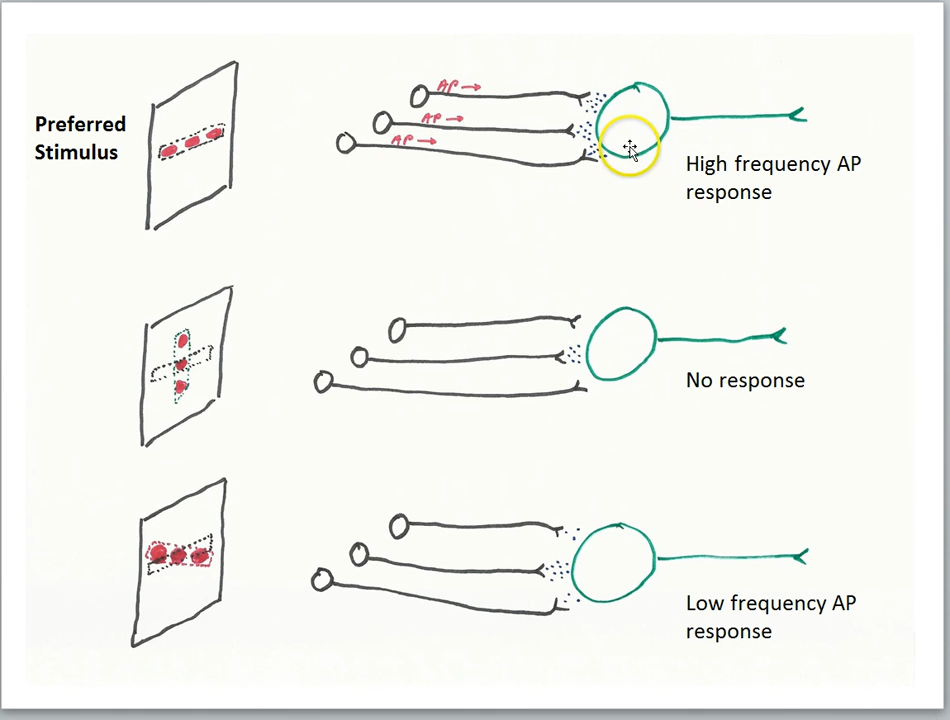 Preferred
Stimulus
AP →
AP →
AP →
High frequency AP
response
No response
Low frequency AP
response